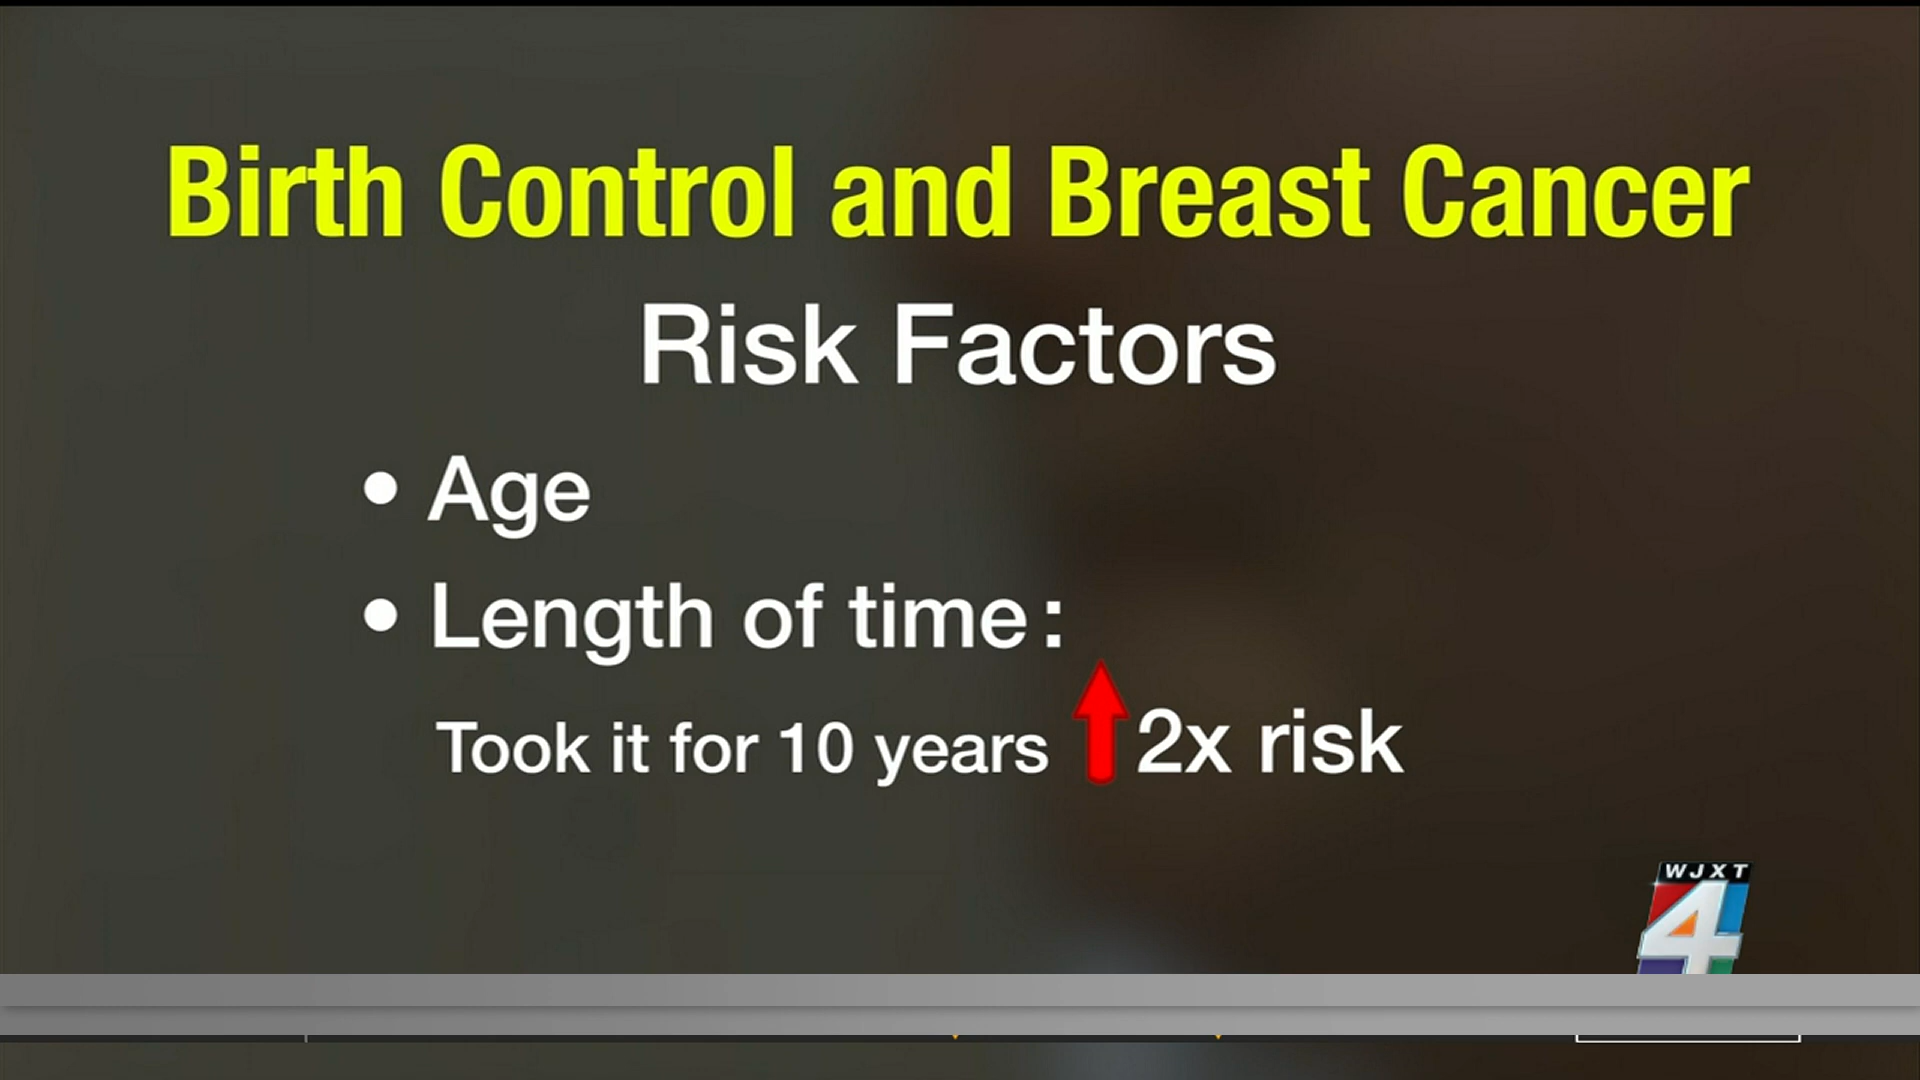 Birth Control and Breast Cancer
Risk Factors
• Age
• Length of time:
Took it for 10 years 2x risk
WJXT
4